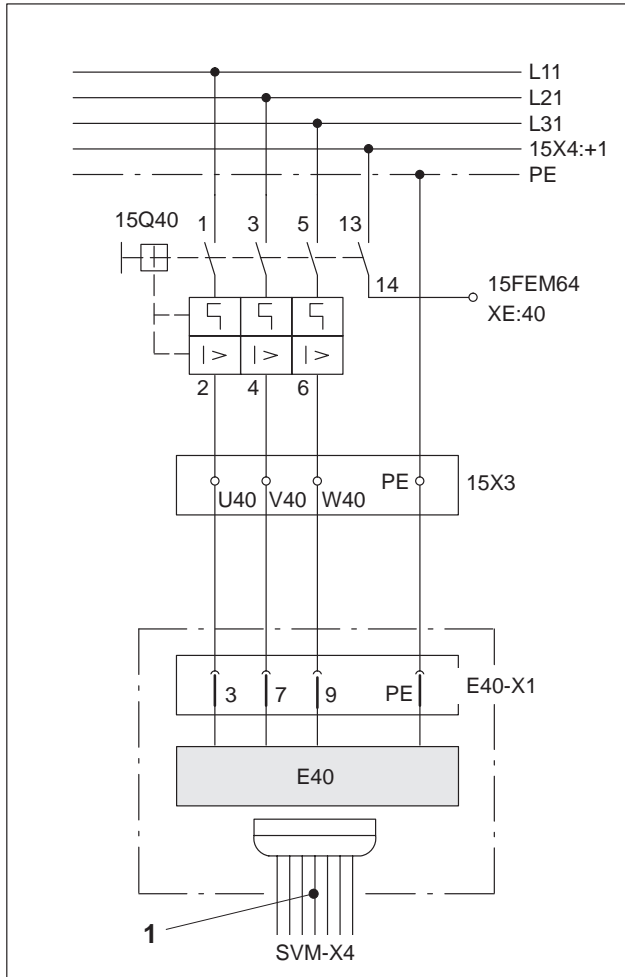 L11
L21
L31
15X4:+1
PE
15Q40 1 3 5 13
14 15FEM64
XE:40
I> I> I>
2 4 6
U40 V40 W40 PE 15X3
3 7 9 PE E40-X1
E40
1
SVM-X4